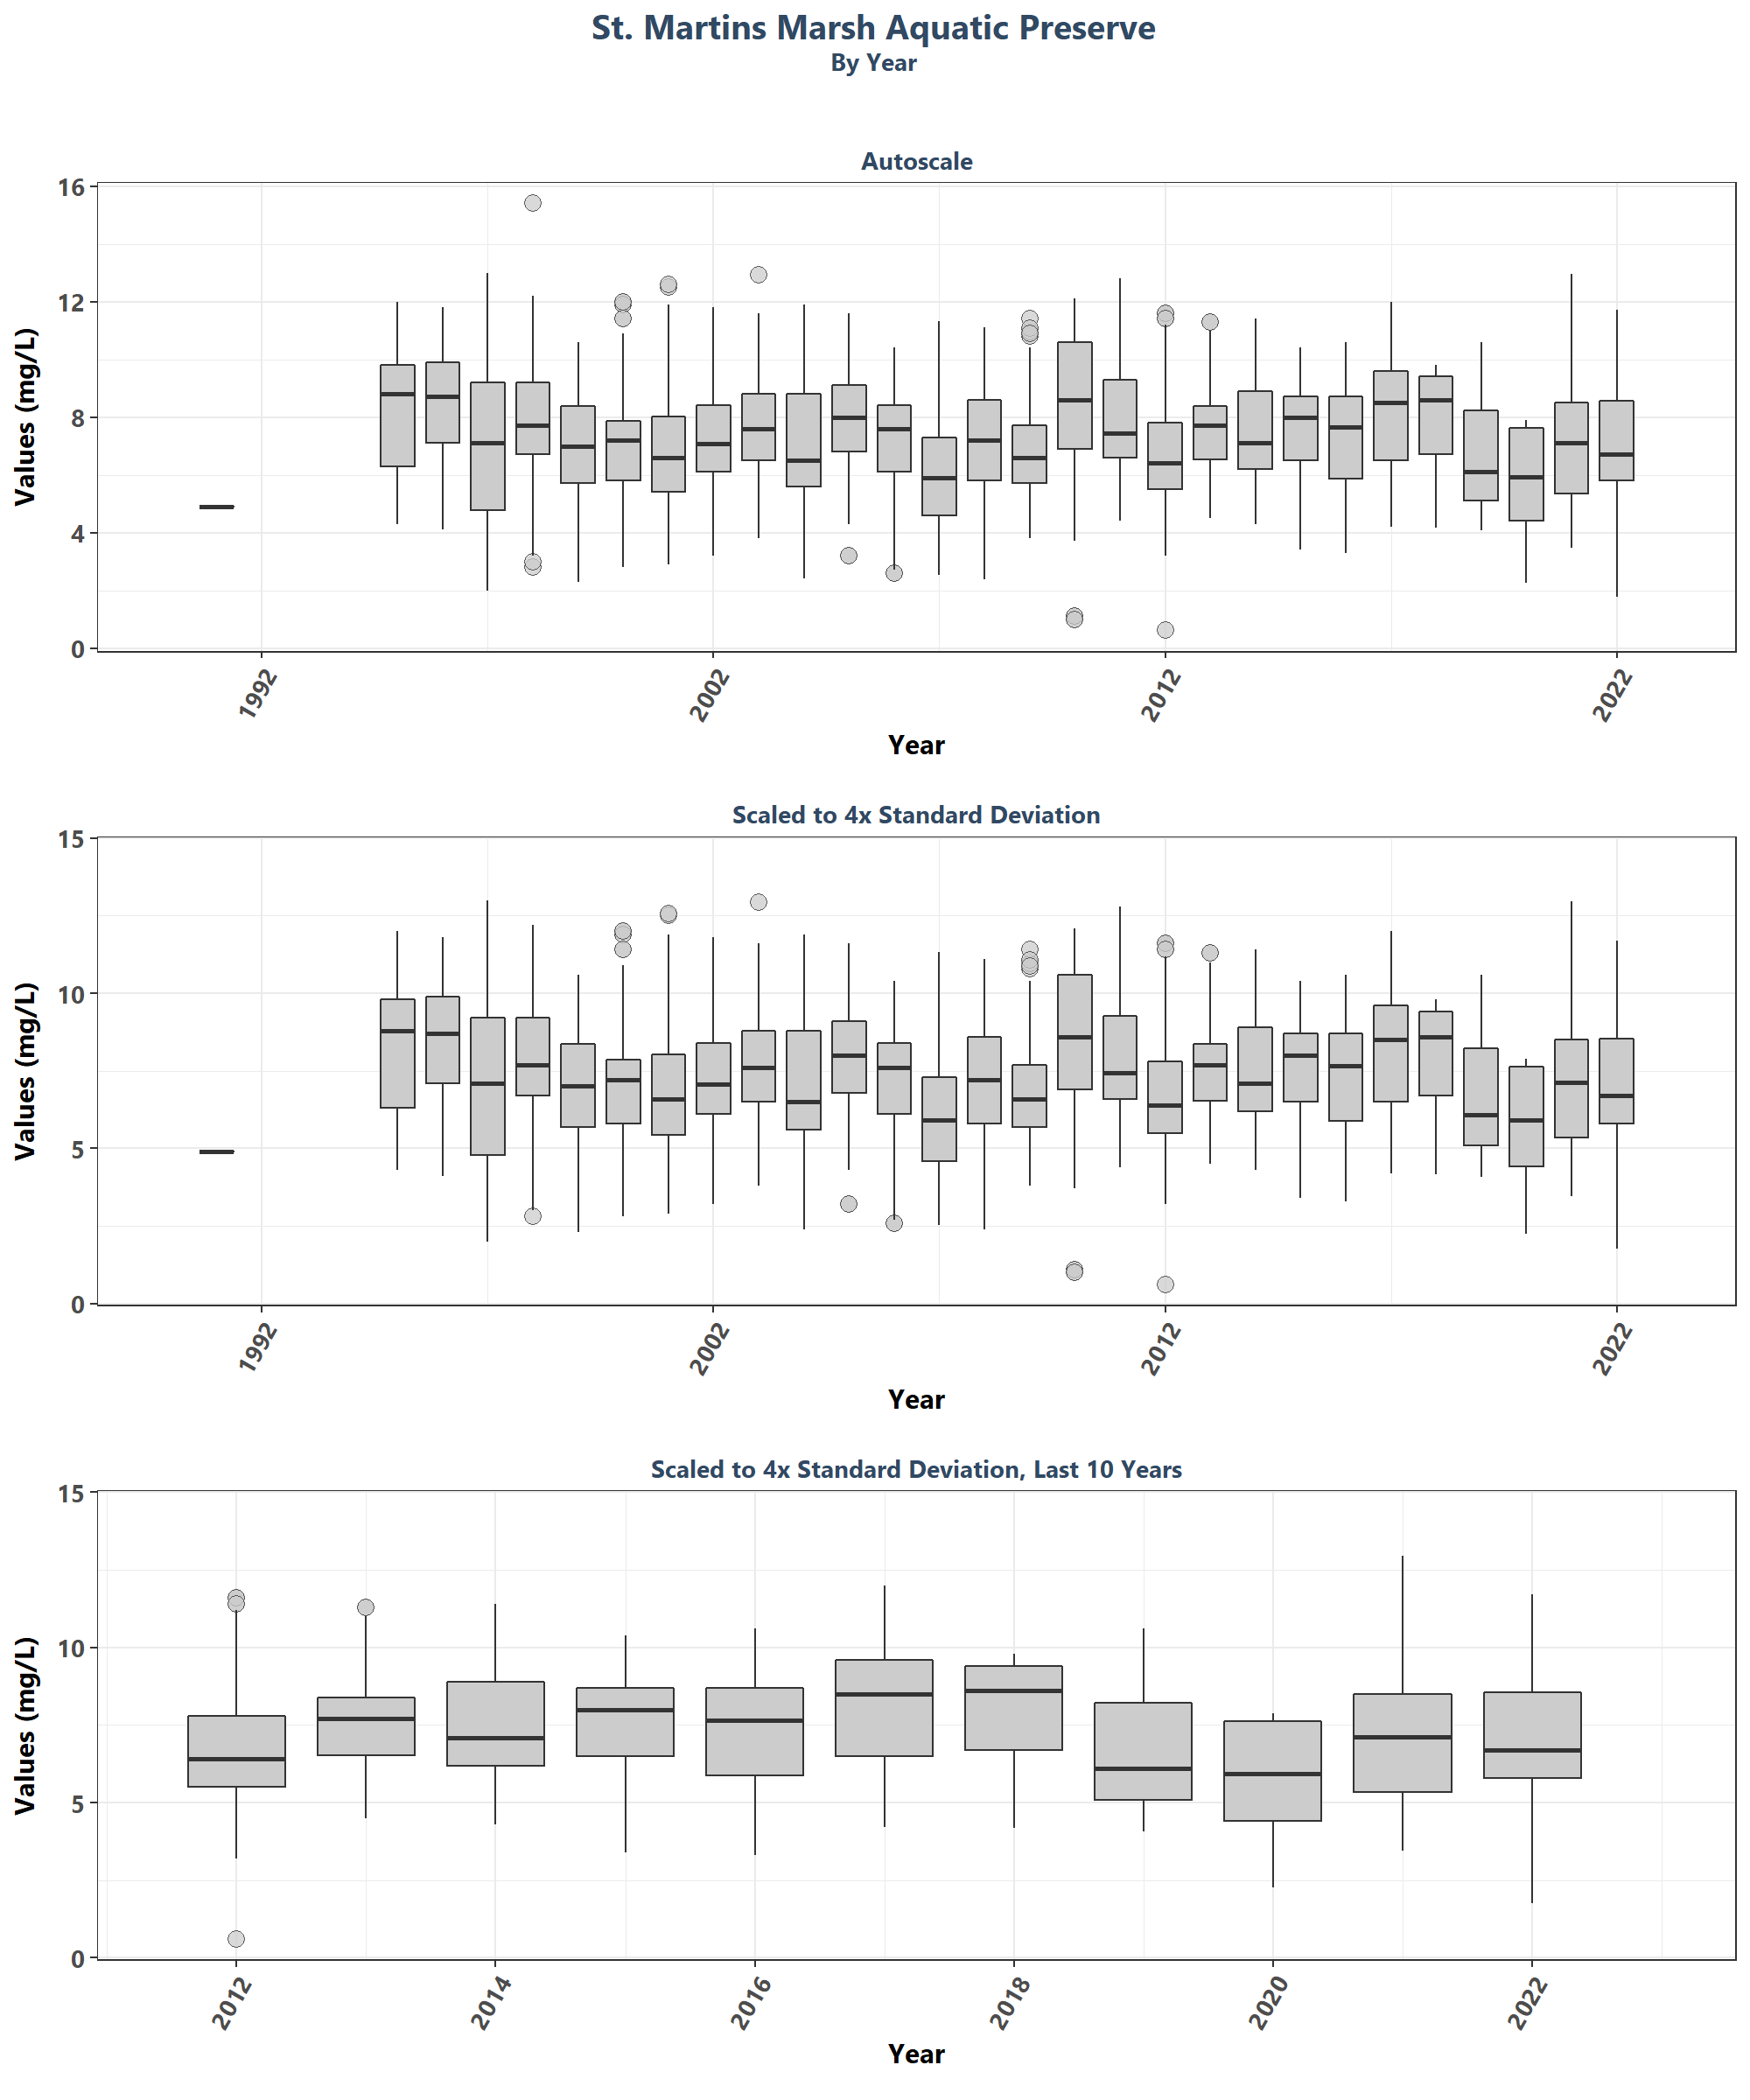 St. Martins Marsh Aquatic Preserve
By Year
Autoscale
Values (mg/L)
16
12
8
4
0
1992
2002
2012
2022
Year
Scaled to 4x Standard Deviation
Values (mg/L)
15
10
5
0
1992
2002
2012
2022
Year
Scaled to 4x Standard Deviation, Last 10 Years
Values (mg/L)
15
10
5
0
2012
2014
2016
2018
2020
2022
Year